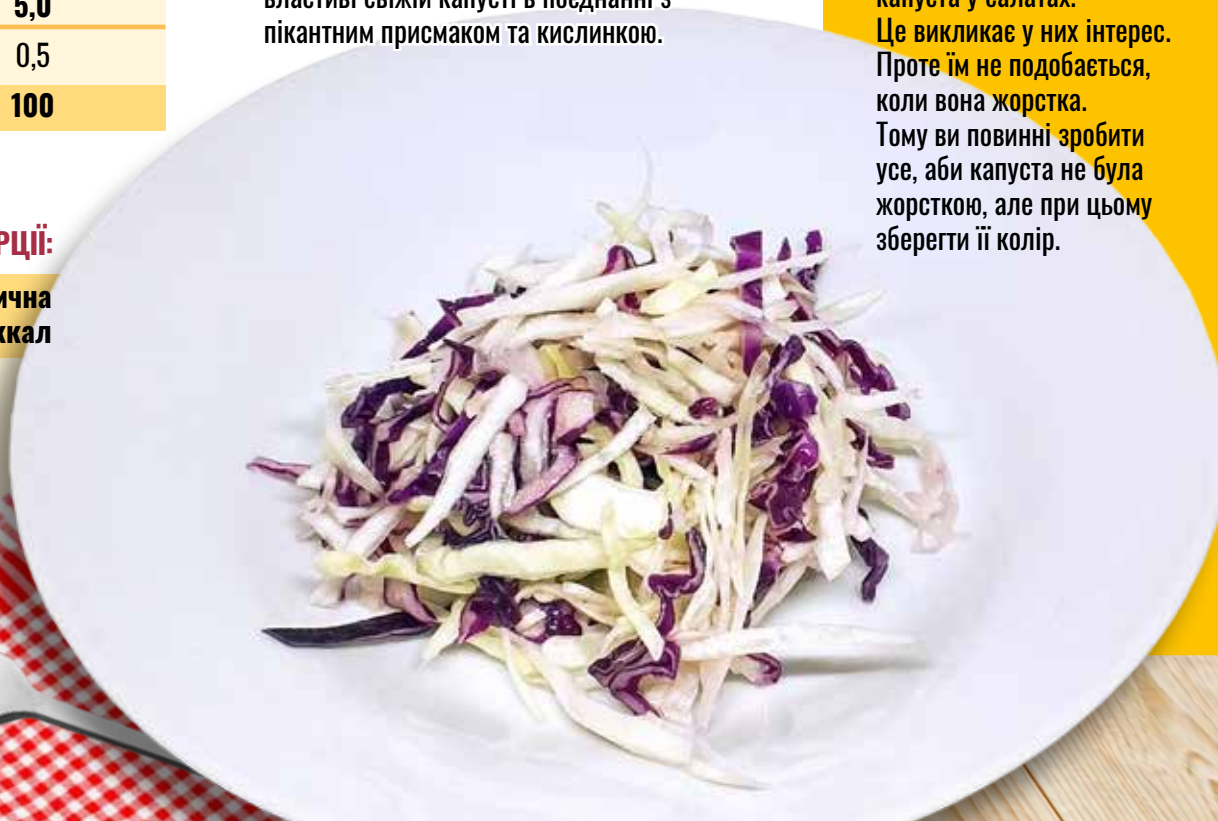 5,0
0,5
100
РЦІЇ:
ична
ккал
властиві свіжій капусті в поєднанні з
пікантним присмаком та кислинкою.
капуста у салатах.
Це викликає у них інтерес.
Проте їм не подобається,
коли вона жорстка.
Тому ви повинні зробити
усе, аби капуста не була
жорсткою, але при цьому
зберегти її колір.